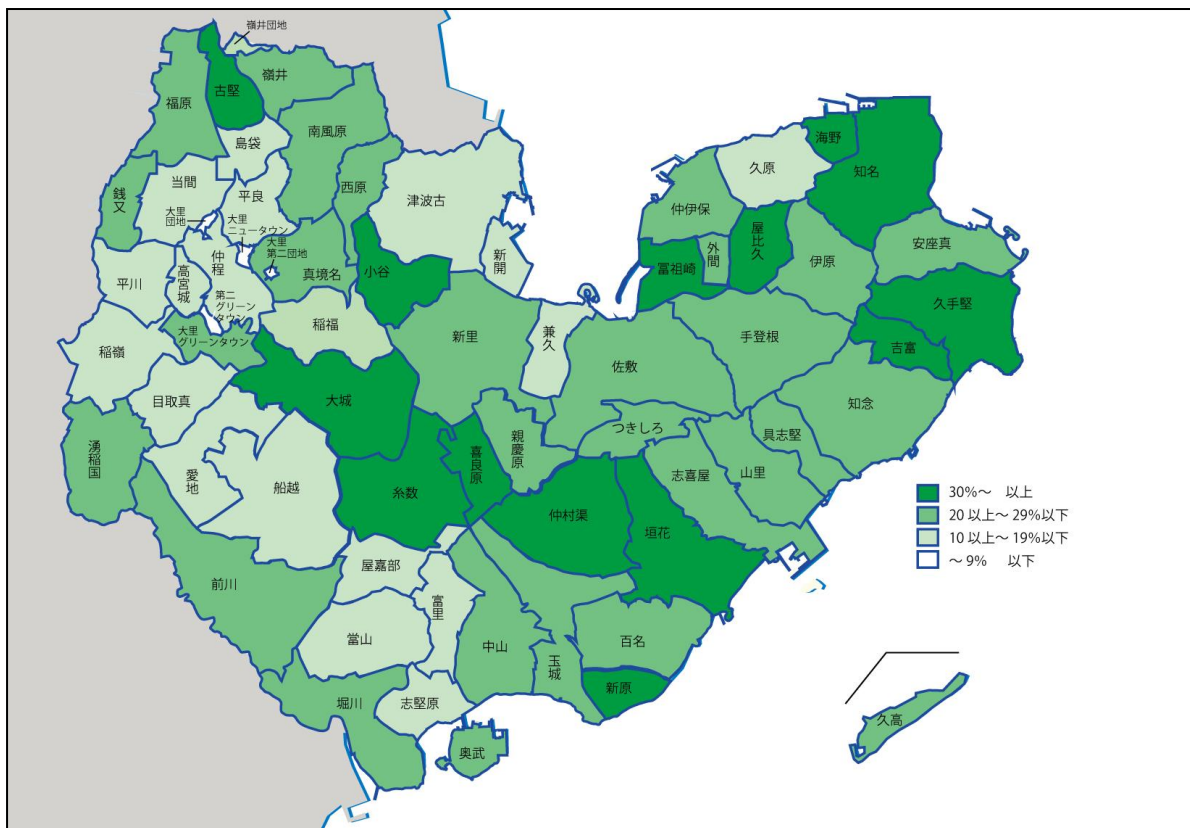 嶺井団地
嶺井
古堅
福原
島袋
南風原
西原
銭又
当間
平良
大里
団地
大里
ニュータウン
大里
第二団地
真境名
津波古
新開
小谷
平川
高宮城
仲程
第二
グリーン
タウン
大里
グリーンタウン
稲福
稲嶺
目取真
大城
新里
兼久
湧稲国
愛地
船越
糸数
喜良原
親慶原
前川
屋嘉部
富里
當山
中山
堀川
志堅原
奥武
玉城
百名
新原
仲村渠
垣花
つきしろ
佐敷
手登根
志喜屋
山里
具志堅
知念
吉富
久手堅
安座真
伊原
屋比久
外間
冨祖崎
仲伊保
久原
海野
知名
久高
30%~ 以上
20以上~29%以下
10以上~19%以下
~9% 以下